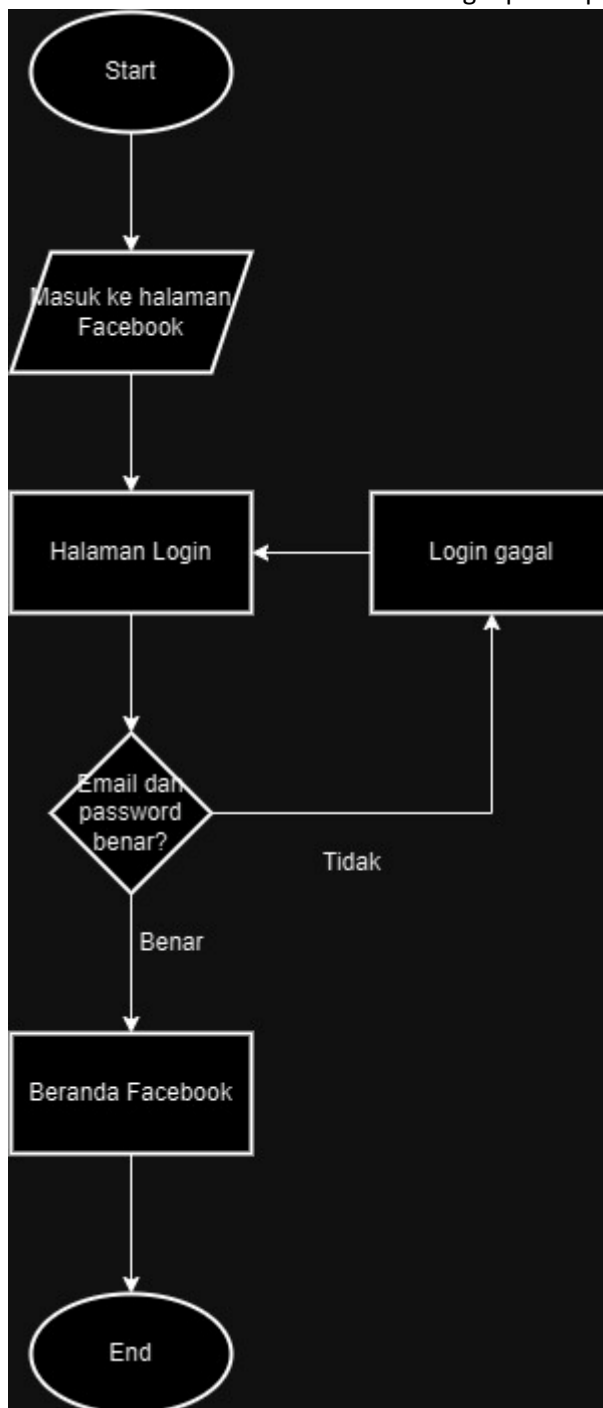 Start
Masuk ke halaman
Facebook
Halaman Login
Login gagal
Email dan
password
benar?
Tidak
Benar
Beranda Facebook
End